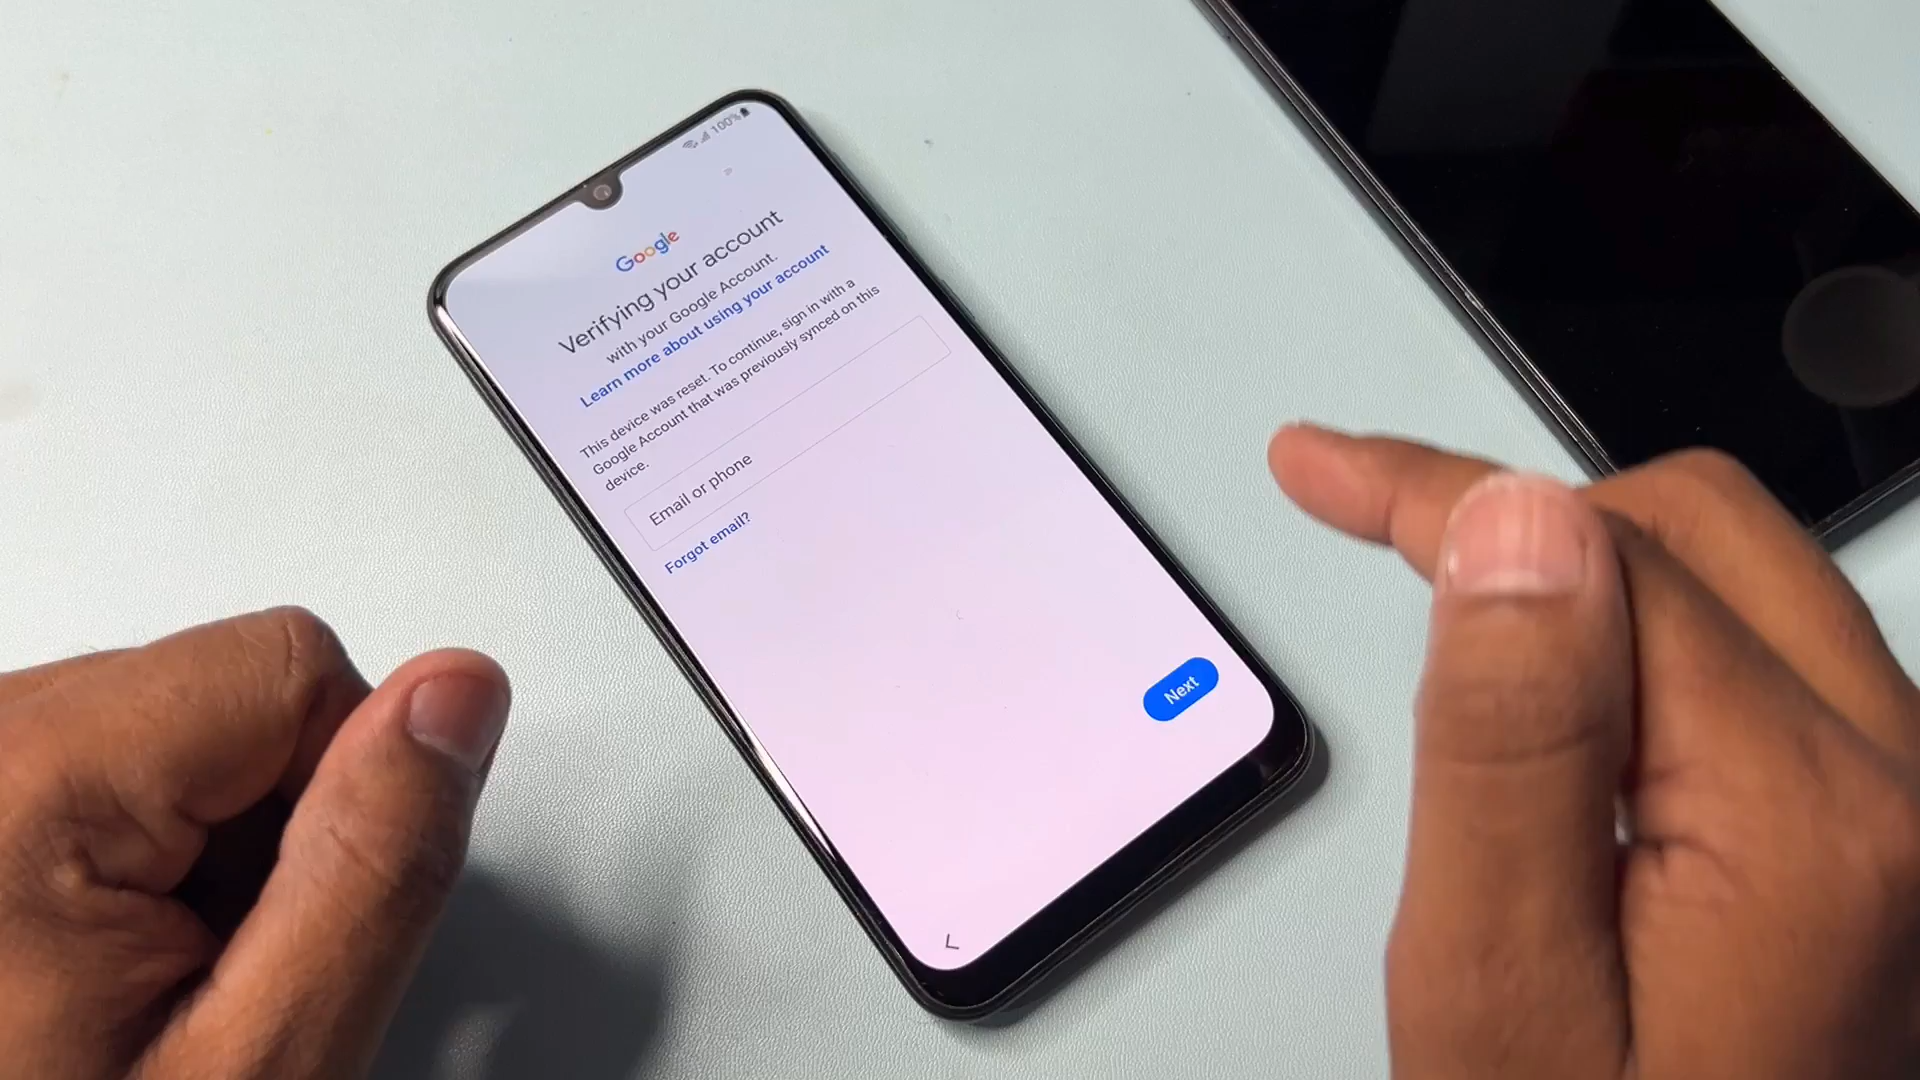 100%
Google
Verifying your account
with your Google Account.
Learn more about using your account
This device was reset. To continue, sign in with a
Google Account that was previously synced on this
device.
Email or phone
Forgot email?
Next